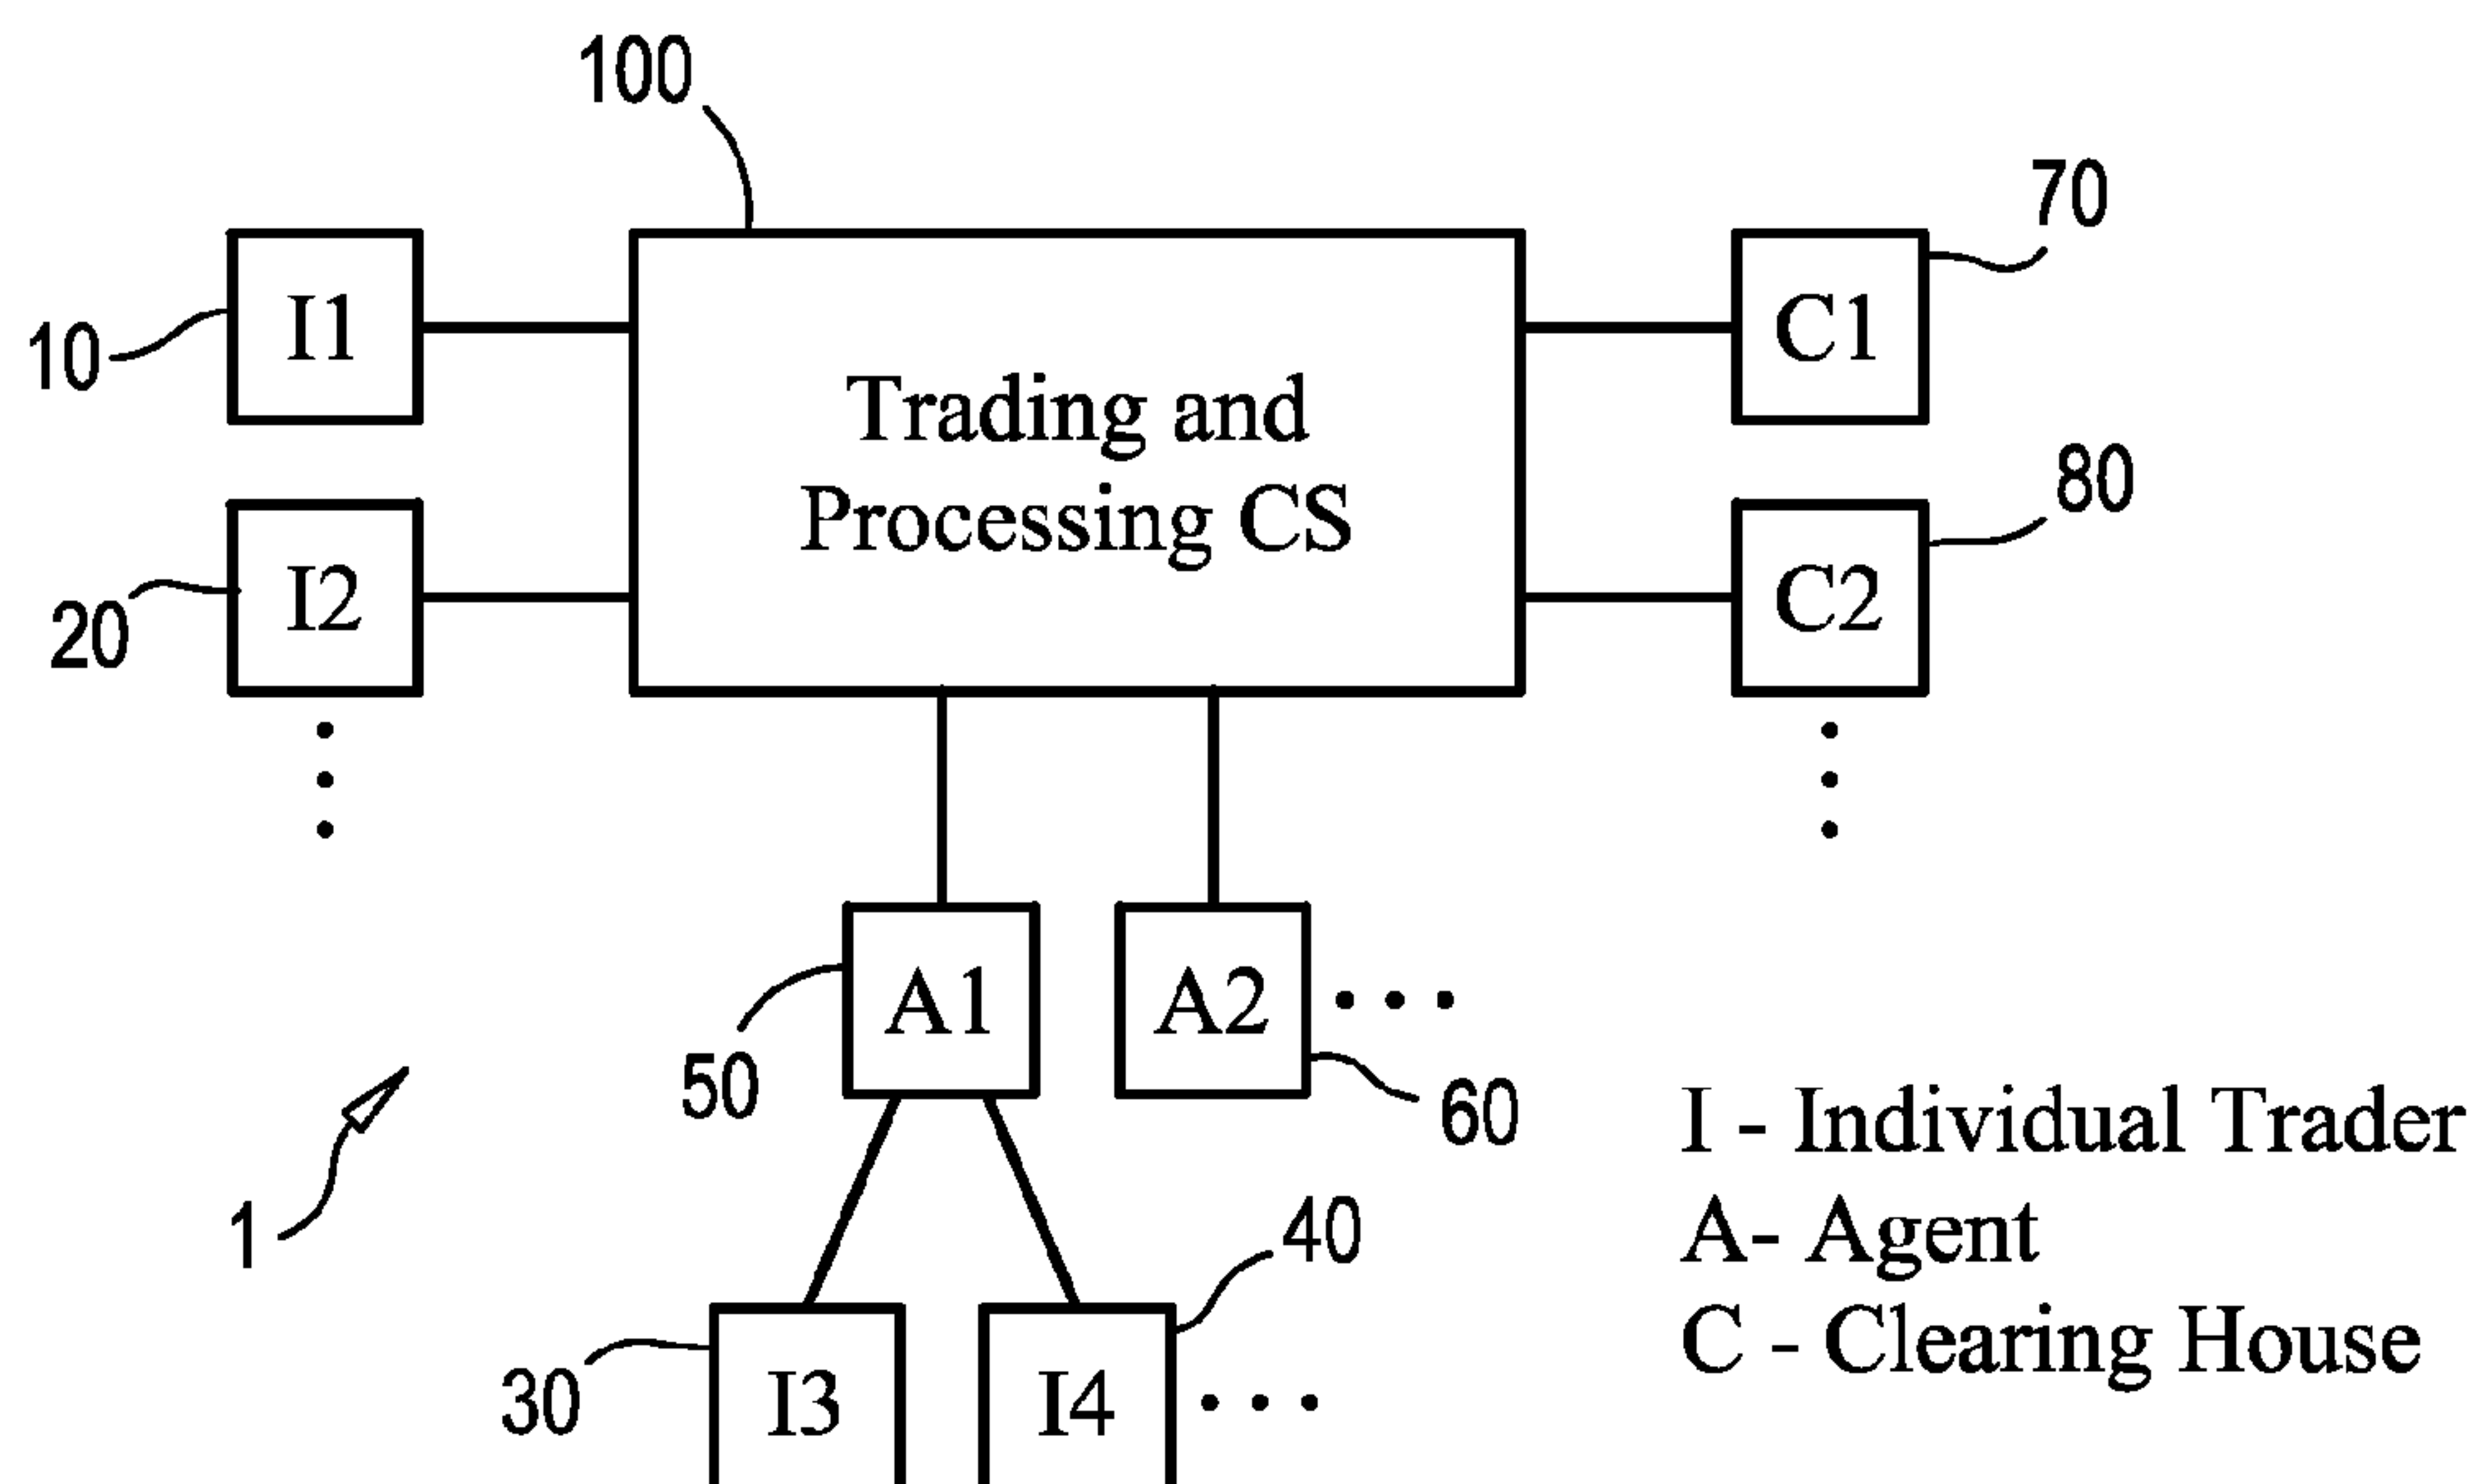 100
70
10
I1
Trading and
Processing CS
C1
80
20
I2
C2
A1
A2
50
60
1
40
30
I3
I4
I - Individual Trader
A- Agent
C - Clearing House